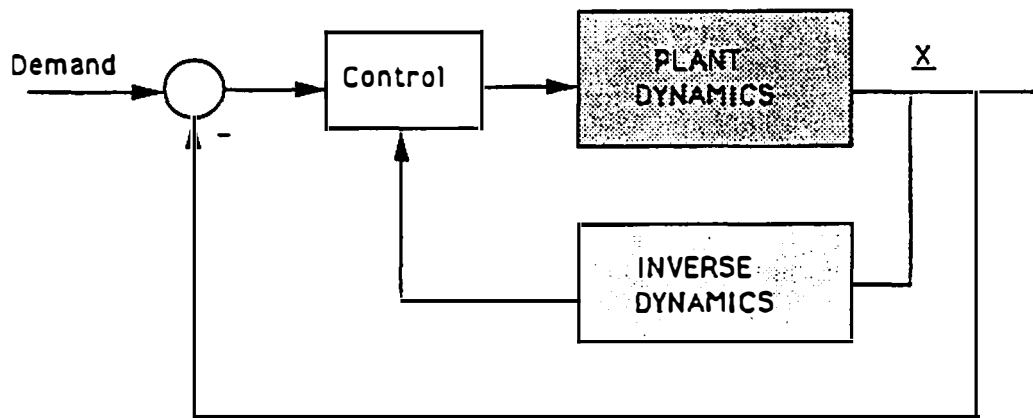 Demand
Control
PLANT
DYNAMICS
X
-
INVERSE
DYNAMICS